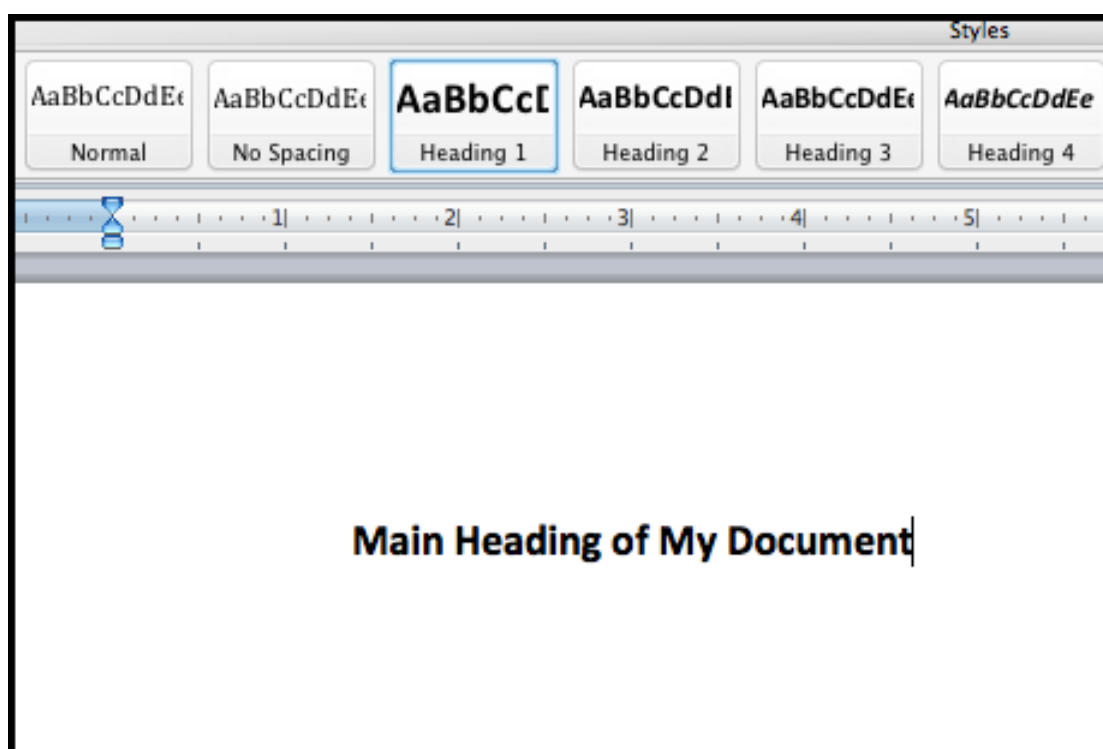 Styles
AaBbCcDdEe AaBbCcDdEe AaBbCcD AaBbCcDdE AaBbCcDdEe AaBbCcDdEe
Normal No Spacing Heading 1 Heading 2 Heading 3 Heading 4
1 2 3 4 5
Main Heading of My Document